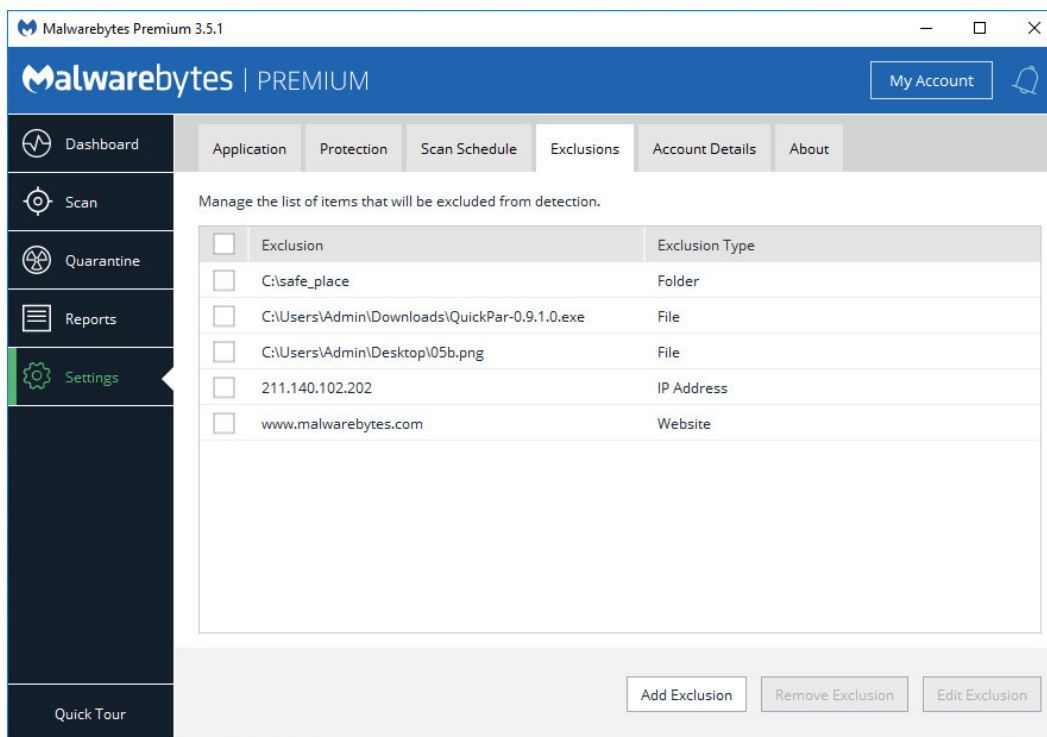 Malwarebytes Premium 3.5.1
Malwarebytes | PREMIUM
My Account
Dashboard
Scan
Quarantine
Reports
Settings
Quick Tour
Application Protection Scan Schedule Exclusions Account Details About
Manage the list of items that will be excluded from detection.
Exclusion Exclusion Type
C:\safe_place Folder
C:\Users\Admin\Downloads\QuickPar-0.9.1.0.exe File
C:\Users\Admin\Desktop\05b.png File
211.140.102.202 IP Address
www.malwarebytes.com Website
Add Exclusion Remove Exclusion Edit Exclusion